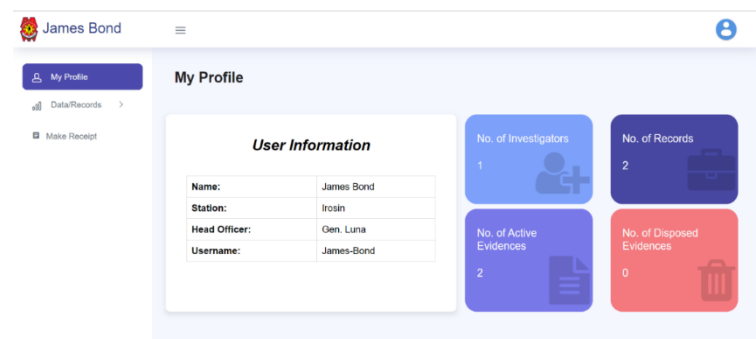 James Bond
My Profile
Data/Records
Make Receipt
My Profile
User Information
Name: James Bond
Station: Irosin
Head Officer: Gen. Luna
Username: James-Bond
No. of Investigators
1
No. of Records
2
No. of Active
Evidences
2
No. of Disposed
Evidences
0